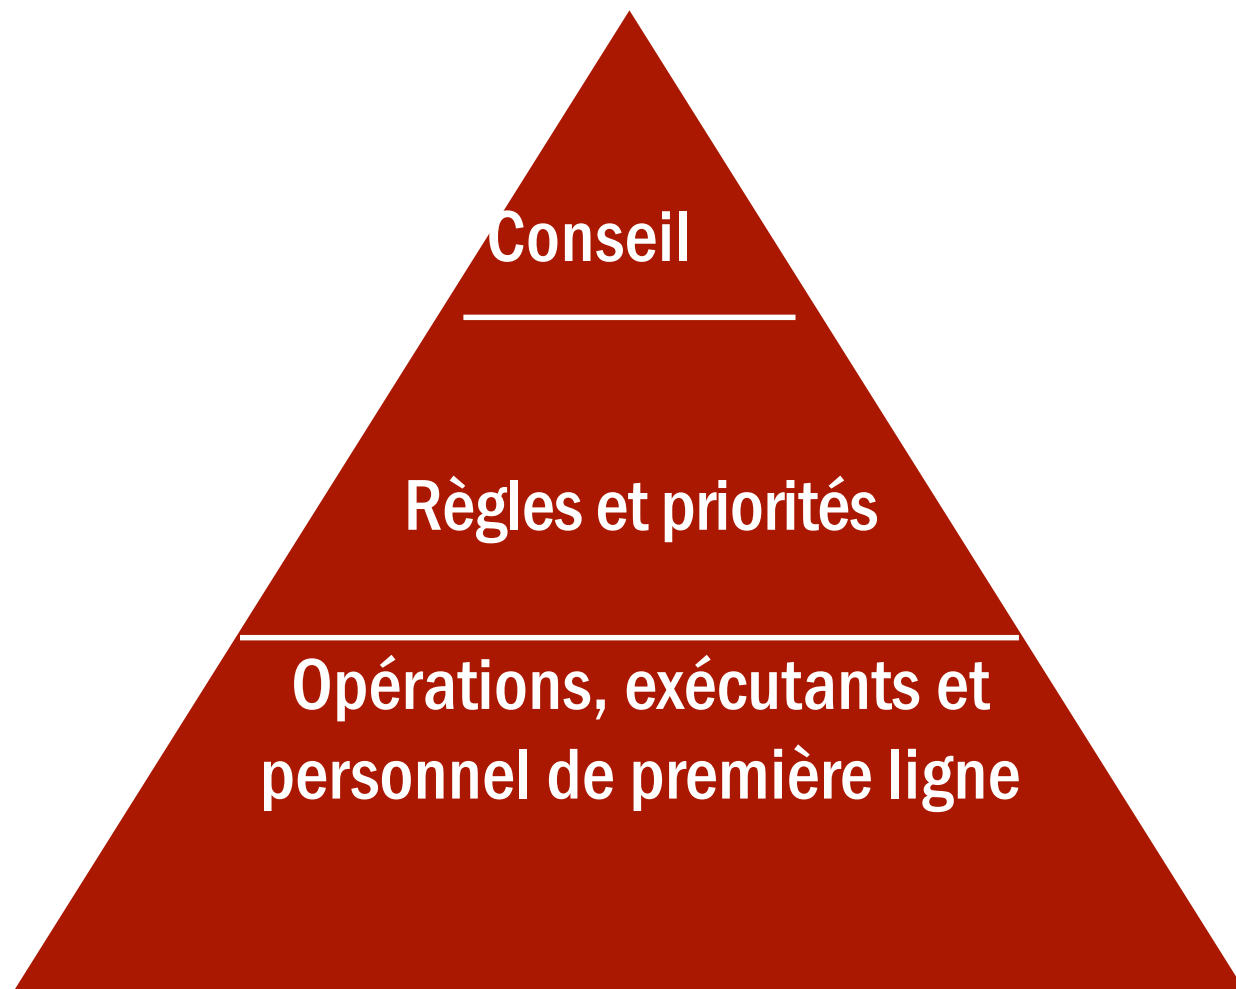 Conseil
Règles et priorités
Opérations, exécutants et
personnel de première ligne